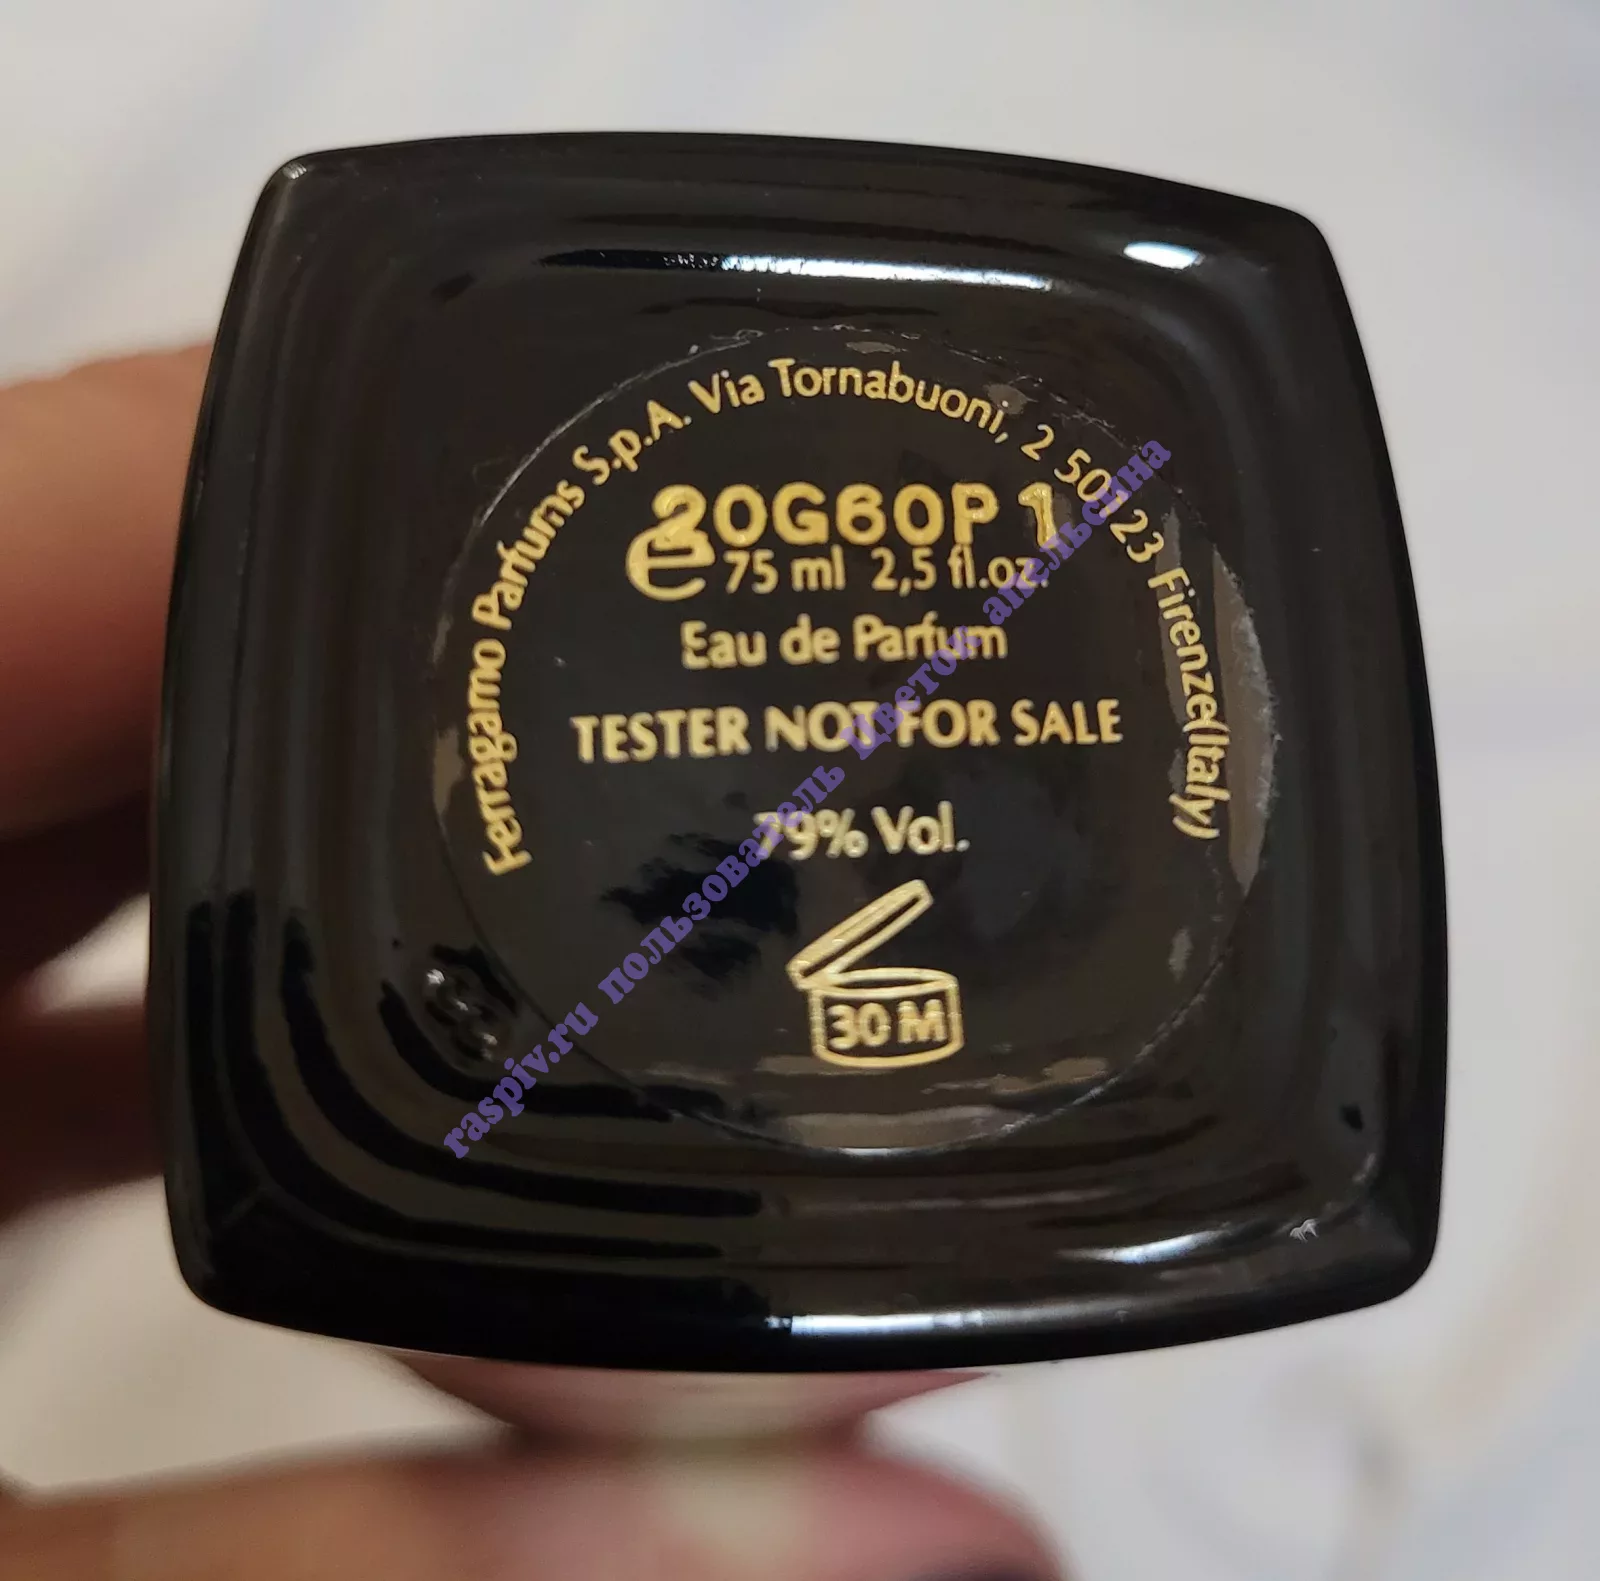 Ferragamo Parfums S.p.A. Via Tornabuoni, 2 50123 Firenze(Italy)
20G60P 1
e 75 ml 2,5 fl.oz.
Eau de Parfum
TESTER NOT FOR SALE
79% Vol.
30 M
raspiv.ru пользователь цветок апельсина